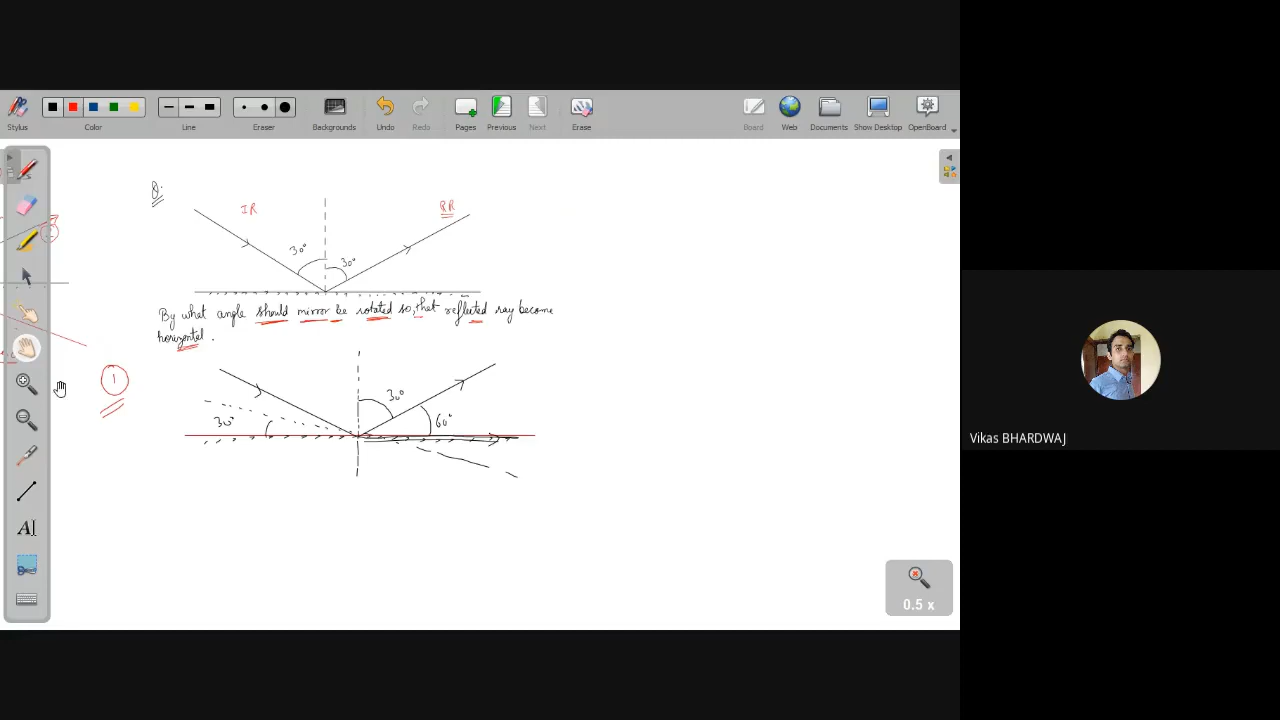 Stylus
Color
Line
Eraser
Backgrounds
Undo
Redo
Pages
Previous
Next
Erase
Board
Web
Documents
Show Desktop
OpenBoard
Q:
IR
RR
30°
30°
By what angle should mirror be rotated so, that reflected ray become
horizontal.
1
2
30°
30°
60°
A
0.5 x
Vikas BHARDWAJ